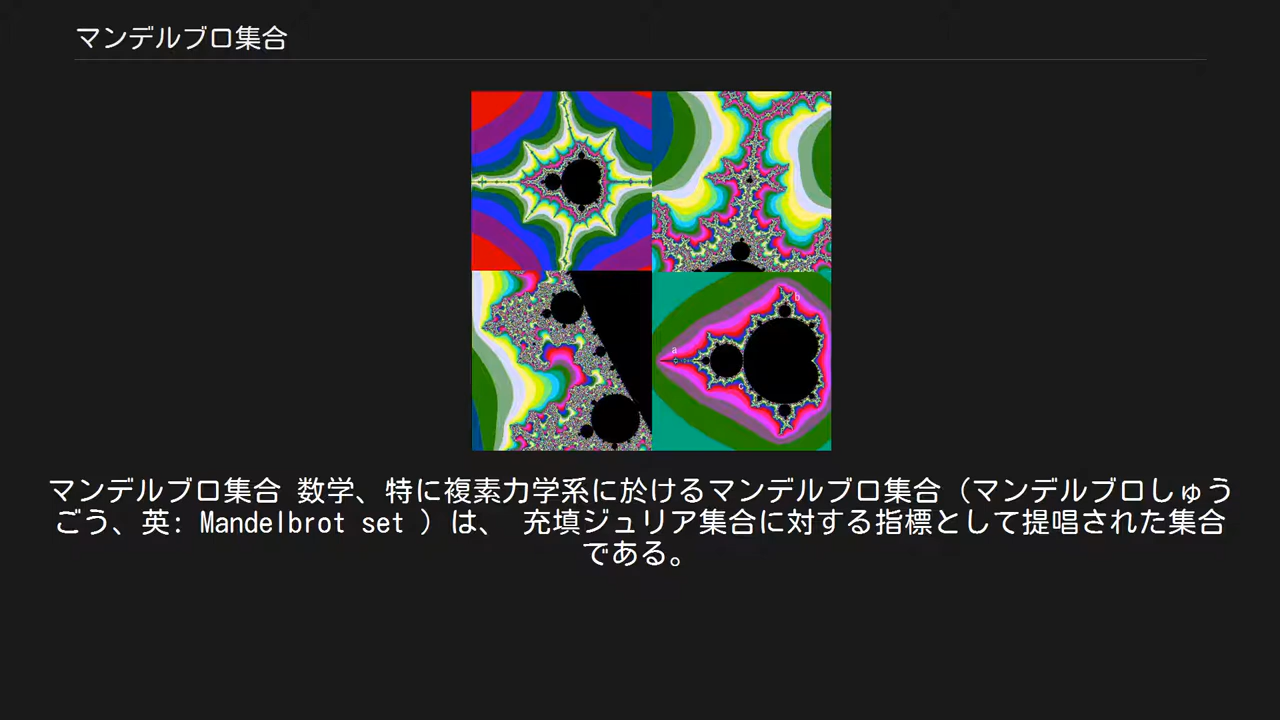 マンデルブロ集合
b
a
c
マンデルブロ集合 数学、特に複素力学系に於けるマンデルブロ集合（マンデルブロしゅう
ごう、英: Mandelbrot set ）は、 充填ジュリア集合に対する指標として提唱された集合
である。